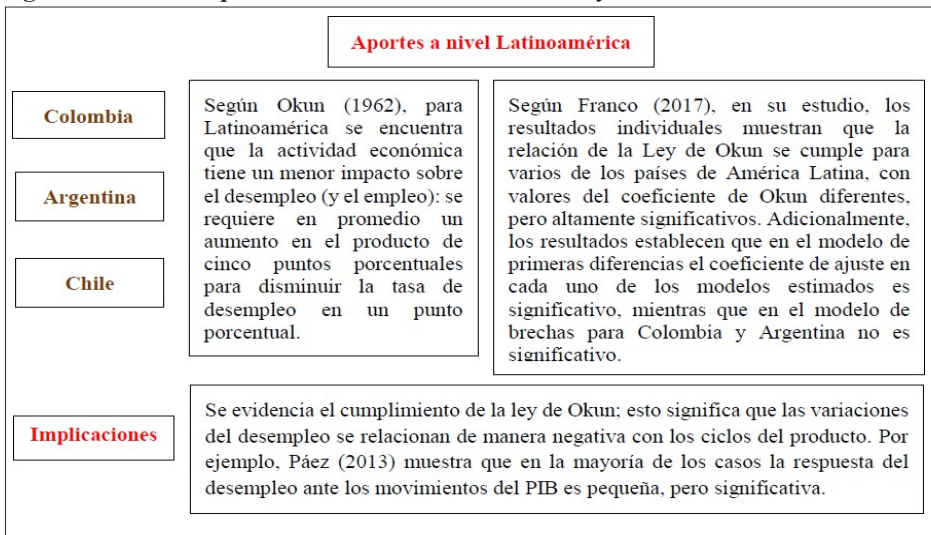 Aportes a nivel Latinoamérica
Colombia
Argentina
Chile
Según Okun (1962), para
Latinoamérica se encuentra
que la actividad económica
tiene un menor impacto sobre
el desempleo (y el empleo): se
requiere en promedio un
aumento en el producto de
cinco puntos porcentuales
para disminuir la tasa de
desempleo en un punto
porcentual.
Según Franco (2017), en su estudio, los
resultados individuales muestran que la
relación de la Ley de Okun se cumple para
varios de los países de América Latina, con
valores del coeficiente de Okun diferentes,
pero altamente significativos. Adicionalmente,
los resultados establecen que en el modelo de
primeras diferencias el coeficiente de ajuste en
cada uno de los modelos estimados es
significativo, mientras que en el modelo de
brechas para Colombia y Argentina no es
significativo.
Implicaciones
Se evidencia el cumplimiento de la ley de Okun; esto significa que las variaciones
del desempleo se relacionan de manera negativa con los ciclos del producto. Por
ejemplo, Páez (2013) muestra que en la mayoría de los casos la respuesta del
desempleo ante los movimientos del PIB es pequeña, pero significativa.